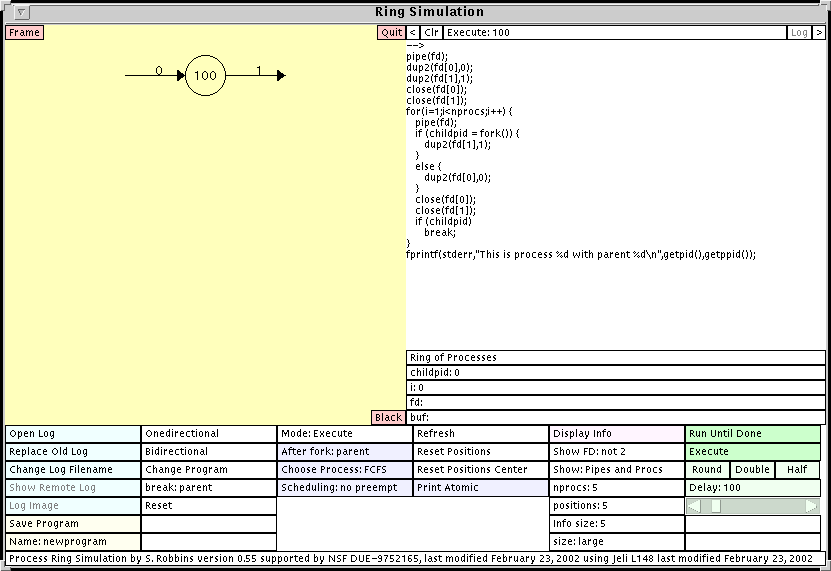 Ring Simulation
Frame
Quit
< Clr Execute: 100 Log >
0 100 1
-->
pipe(fd);
dup2(fd[0],0);
dup2(fd[1],1);
close(fd[0]);
close(fd[1]);
for(i=1;i<nprocs;i++) {
   pipe(fd);
   if (childpid = fork()) {
      dup2(fd[1],1);
   }
   else {
      dup2(fd[0],0);
   }
   close(fd[0]);
   close(fd[1]);
   if (childpid)
      break;
}
fprintf(stderr,"This is process %d with parent %d\n",getpid(),getppid());
Ring of Processes
childpid: 0
i: 0
fd:
Black
buf:
Open Log Onedirectional Mode: Execute Refresh Display Info Run Until Done
Replace Old Log Bidirectional After fork: parent Reset Positions Show FD: not 2 Execute
Change Log Filename Change Program Choose Process: FCFS Reset Positions Center Show: Pipes and Procs Round Double Half
Show Remote Log break: parent Scheduling: no preempt Print Atomic nprocs: 5 Delay: 100
Log Image Reset positions: 5
Save Program Info size: 5
Name: newprogram size: large
Process Ring Simulation by S. Robbins version 0.55 supported by NSF DUE-9752165, last modified February 23, 2002 using Jeli L148 last modified February 23, 2002